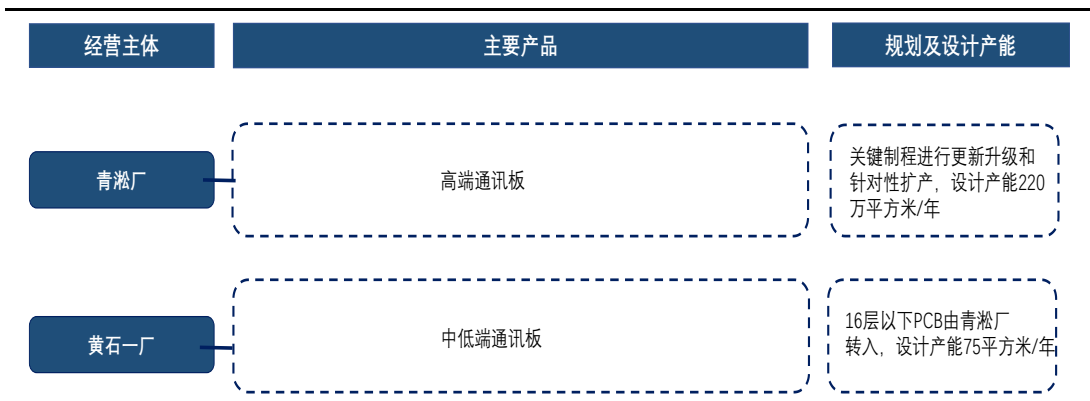 经营主体
主要产品
规划及设计产能
青淞厂
高端通讯板
关键制程进行更新升级和
针对性扩产，设计产能220
万平方米/年
黄石一厂
中低端通讯板
16层以下PCB由青淞厂
转入，设计产能75平方米/年